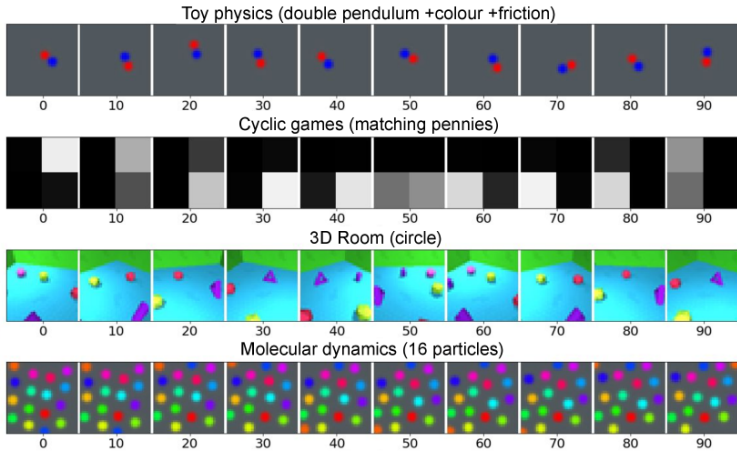 Toy physics (double pendulum +colour +friction)
0 10 20 30 40 50 60 70 80 90
Cyclic games (matching pennies)
0 10 20 30 40 50 60 70 80 90
3D Room (circle)
0 10 20 30 40 50 60 70 80 90
Molecular dynamics (16 particles)
0 10 20 30 40 50 60 70 80 90